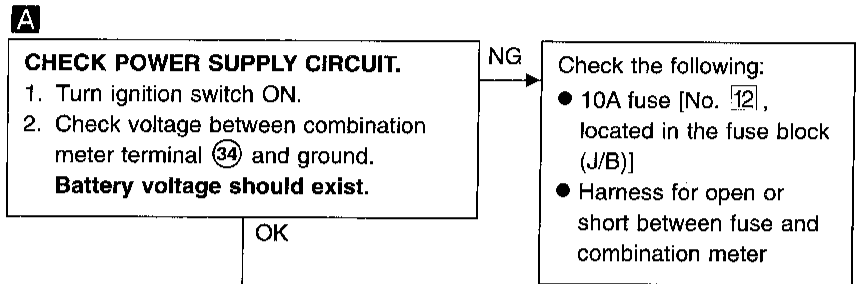 A
CHECK POWER SUPPLY CIRCUIT.
1. Turn ignition switch ON.
2. Check voltage between combination
meter terminal 34 and ground.
Battery voltage should exist.
OK
NG
Check the following:
● 10A fuse [No. 12,
located in the fuse block
(J/B)]
● Harness for open or
short between fuse and
combination meter